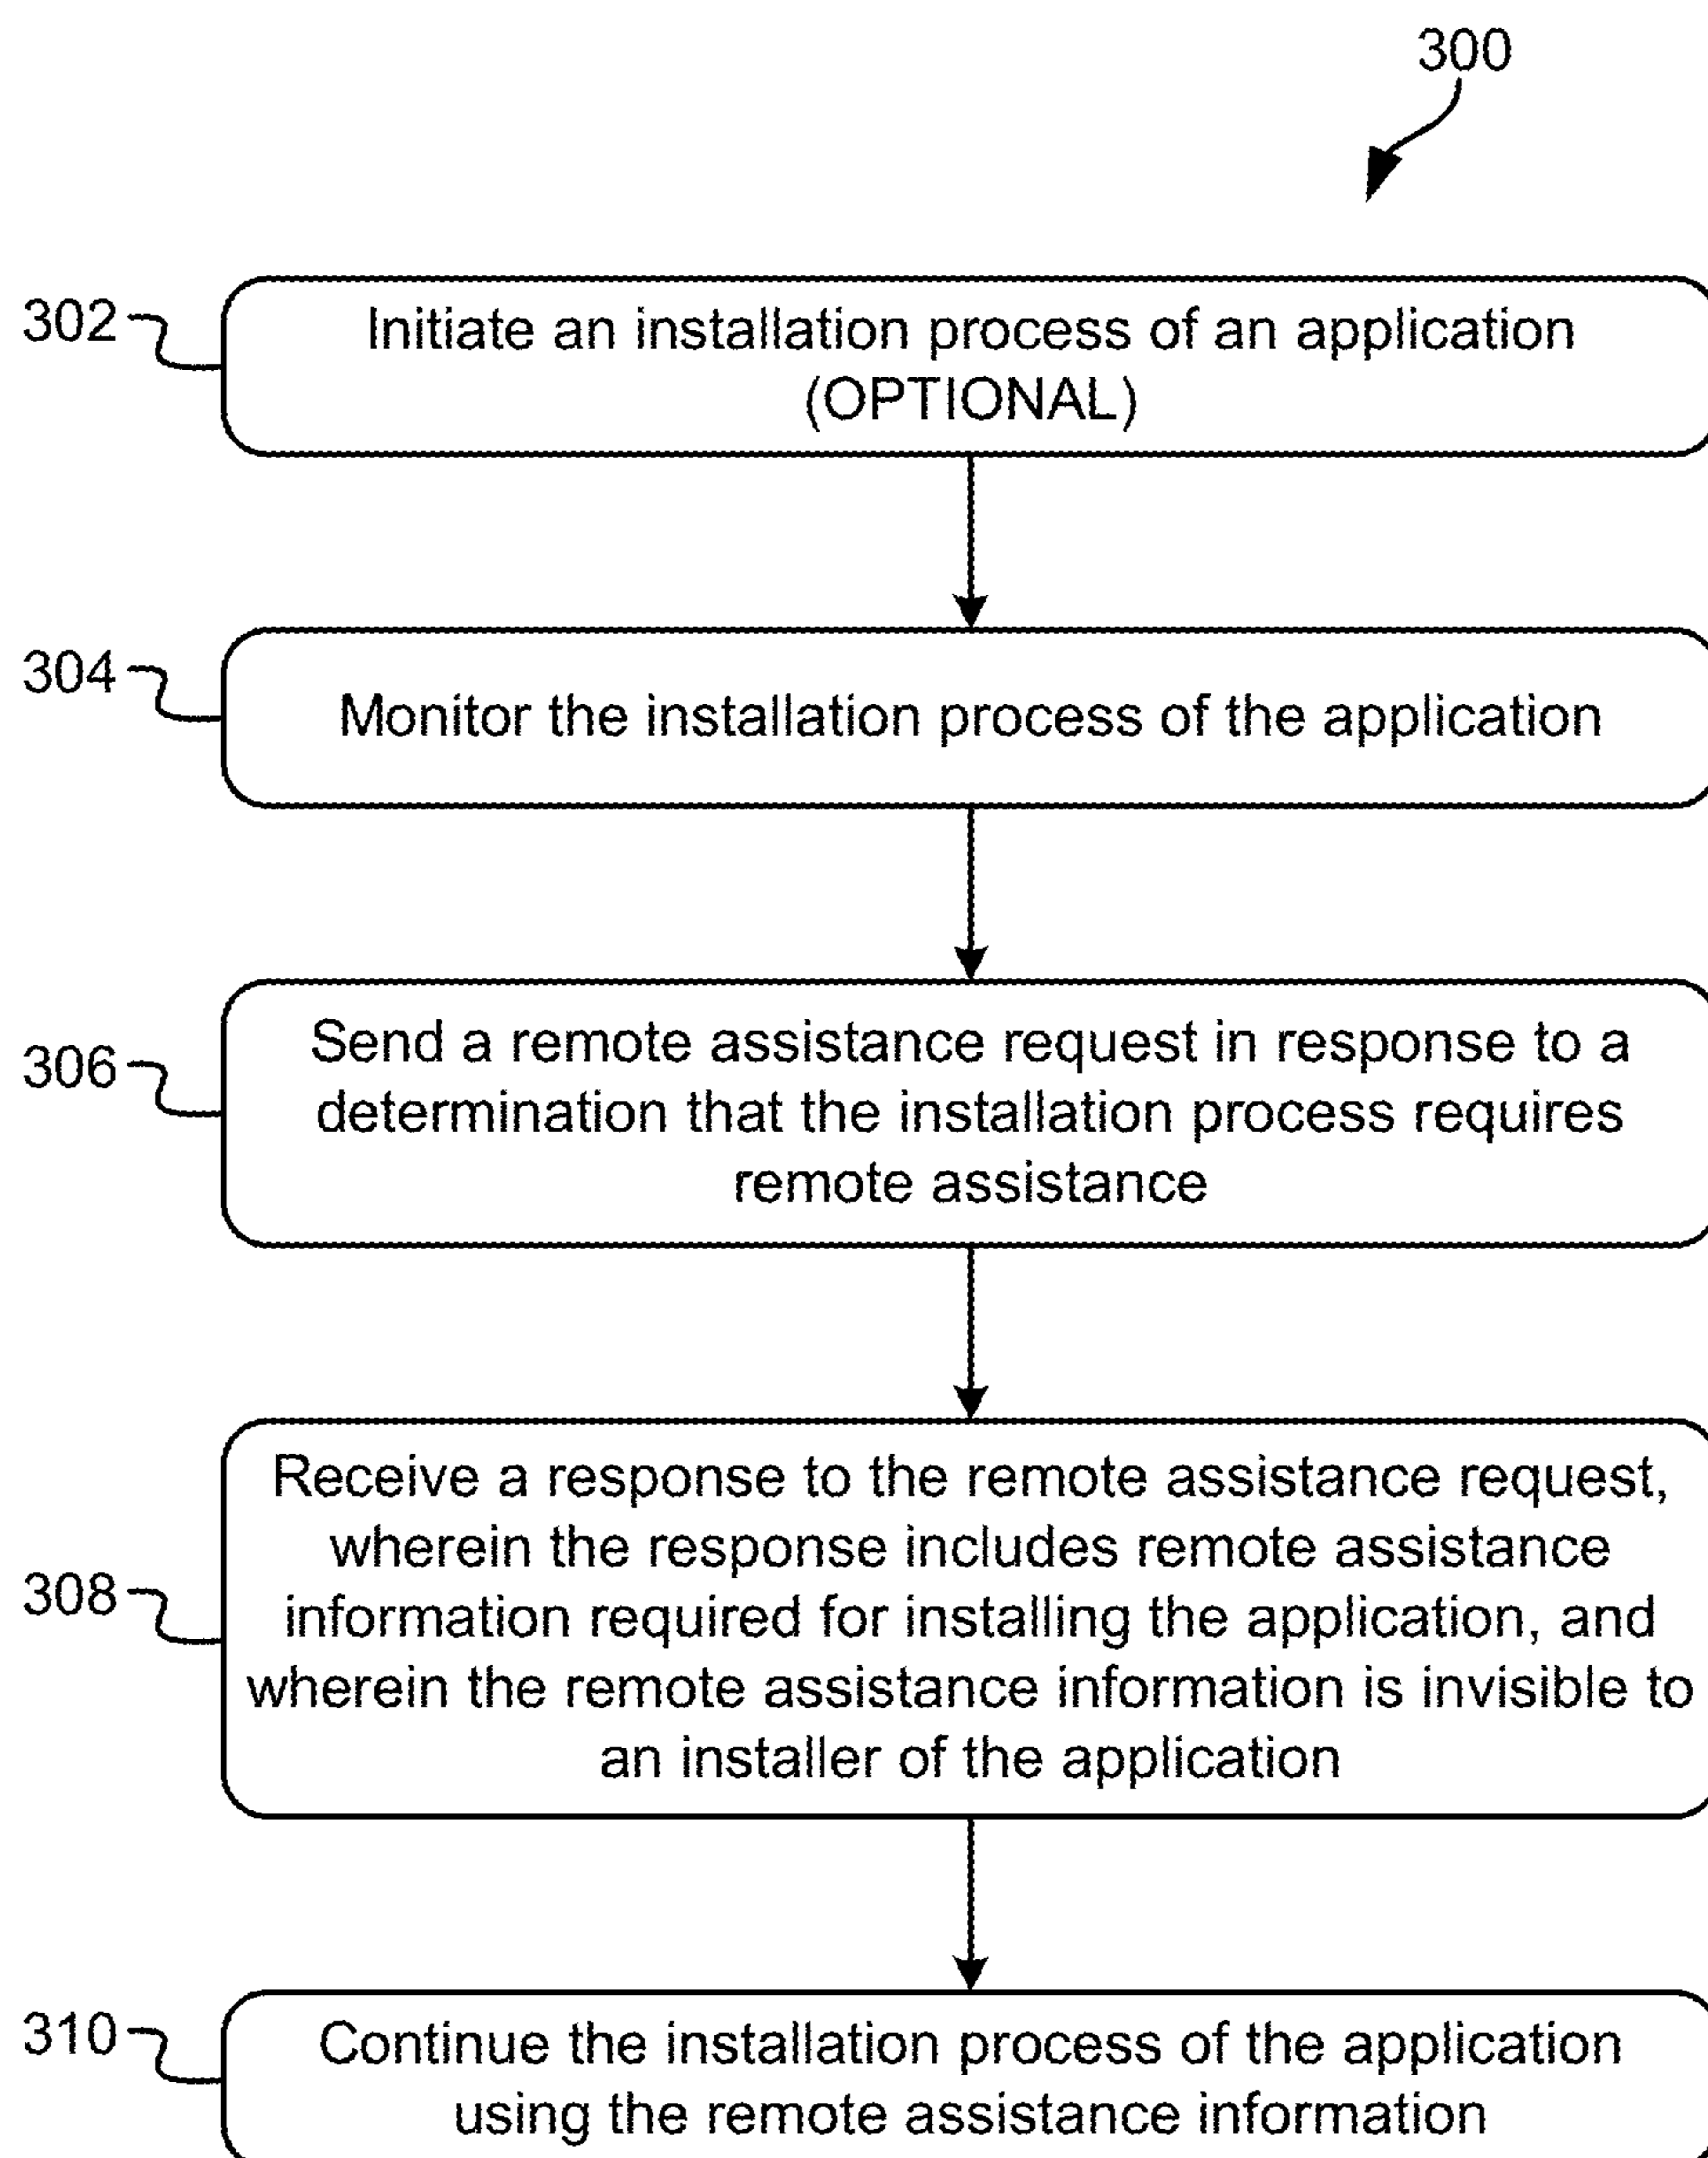 300
302
Initiate an installation process of an application
(OPTIONAL)
304
Monitor the installation process of the application
306
Send a remote assistance request in response to a
determination that the installation process requires
remote assistance
308
Receive a response to the remote assistance request,
wherein the response includes remote assistance
information required for installing the application, and
wherein the remote assistance information is invisible to
an installer of the application
310
Continue the installation process of the application
using the remote assistance information